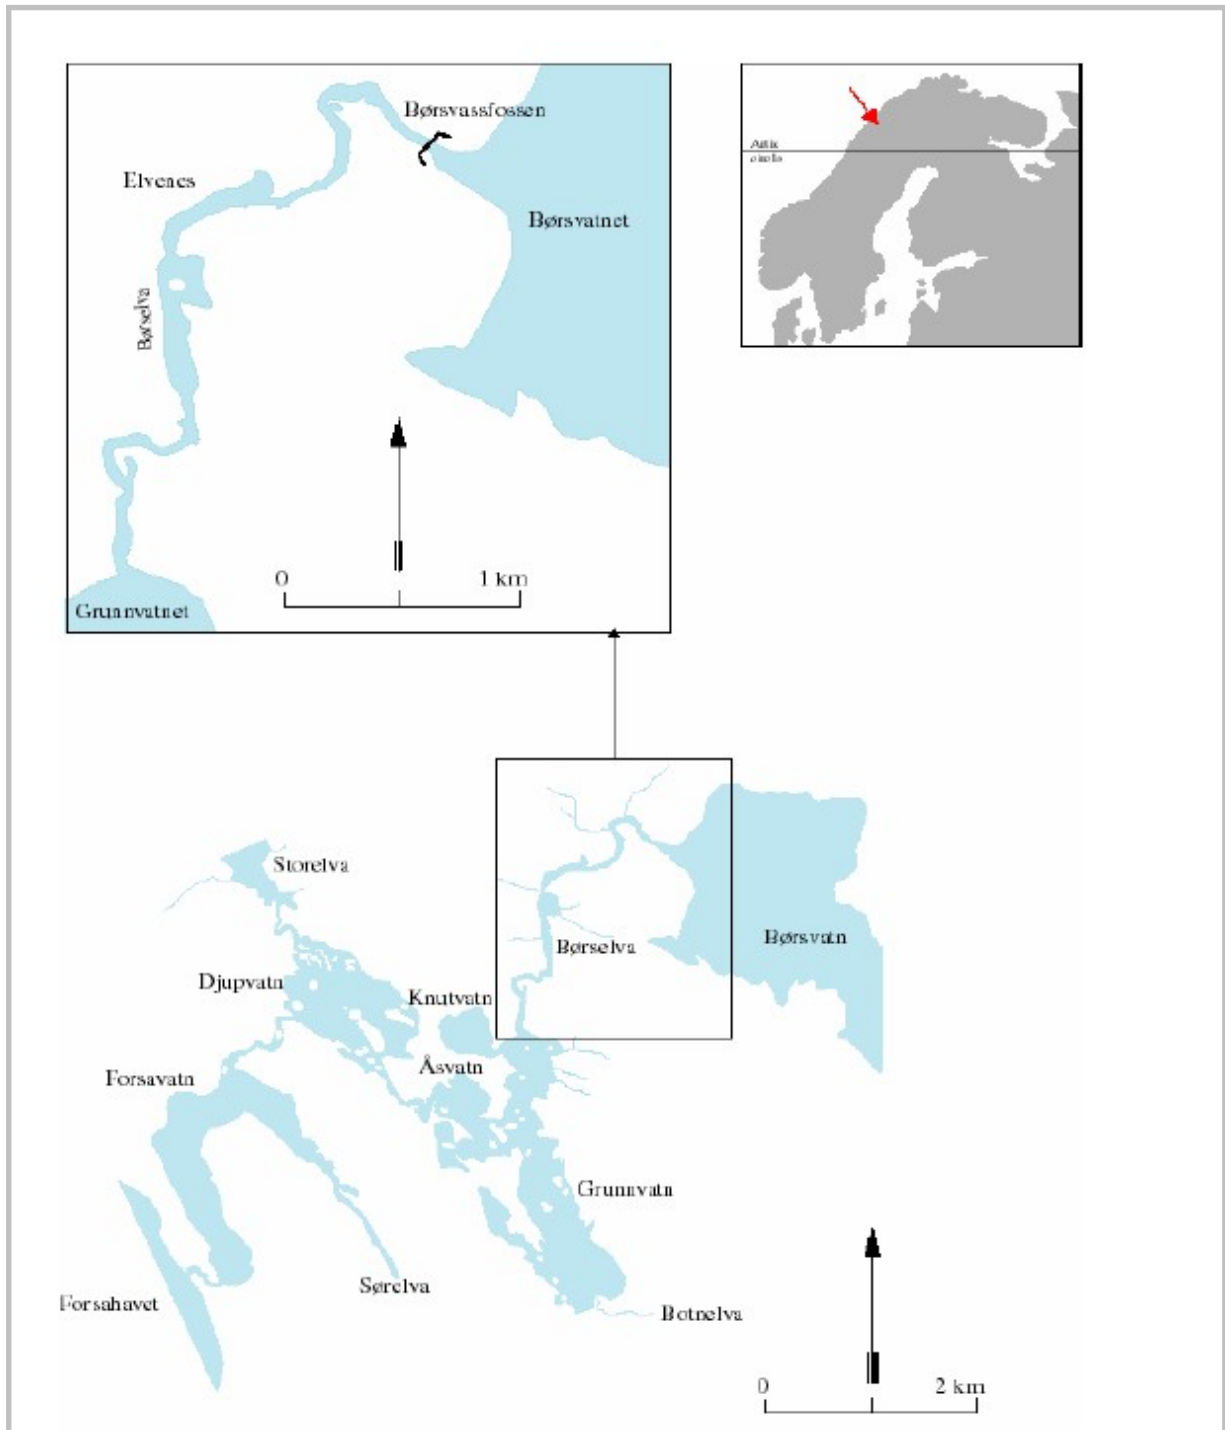 Børsvassfossen
Elvenes
Børsvatnet
Børselva
0 1 km
Grunnvatnet
Storelva
Børselva
Børsvatn
Djupvatn
Knutvatn
Åsvatn
Forsavatn
Grunnvatn
Sørelva
Forsahavet
Botnelva
0 2 km